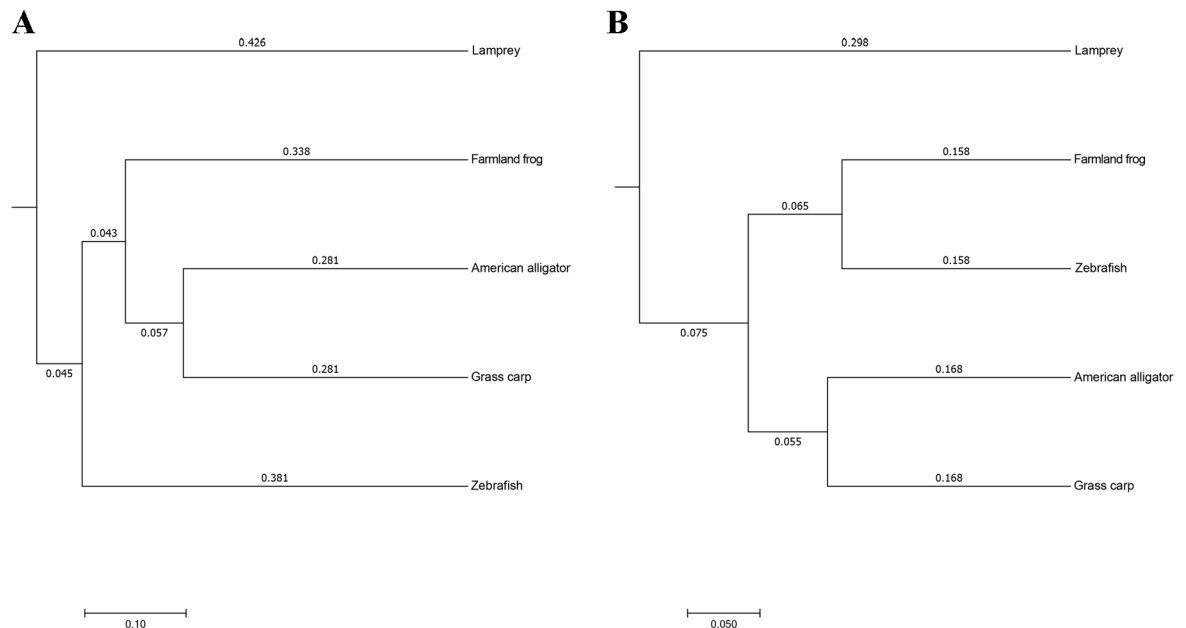 A
0.426
Lamprey
0.338
Farmland frog
0.043
0.281
American alligator
0.057
0.281
Grass carp
0.045
0.381
Zebrafish
0.10
B
0.298
Lamprey
0.158
Farmland frog
0.065
0.158
Zebrafish
0.075
0.168
American alligator
0.055
0.168
Grass carp
0.050